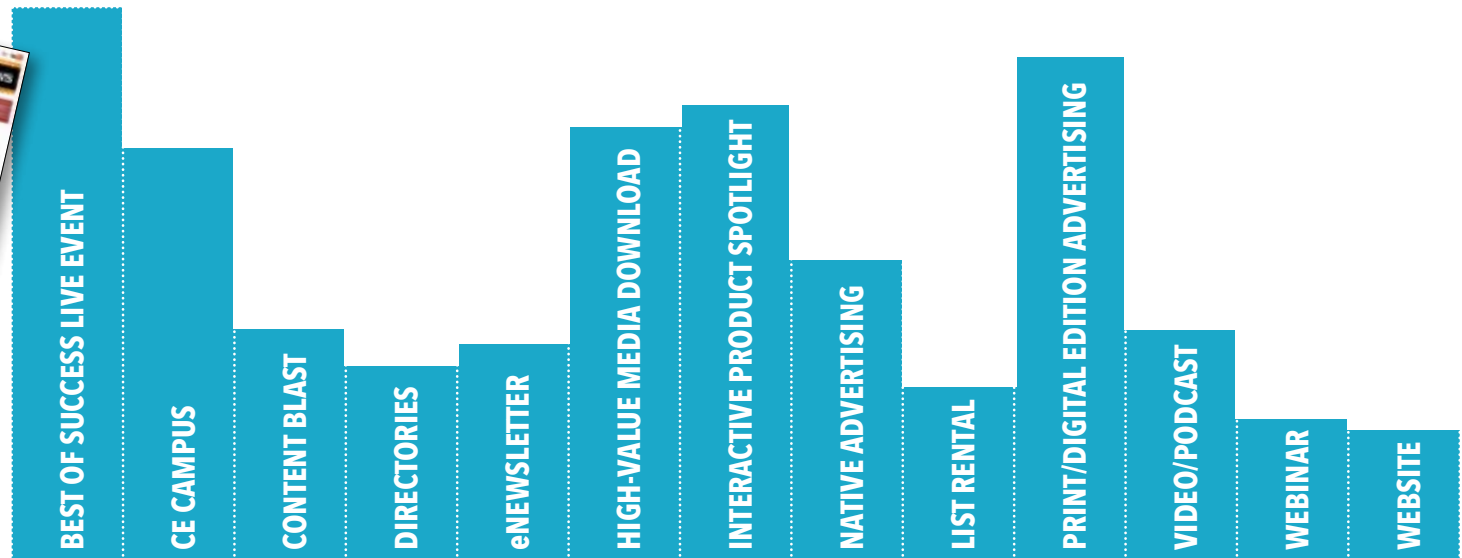 BEST OF SUCCESS LIVE EVENT
CE CAMPUS
CONTENT BLAST
DIRECTORIES
eNEWSLETTER
HIGH-VALUE MEDIA DOWNLOAD
INTERACTIVE PRODUCT SPOTLIGHT
NATIVE ADVERTISING
LIST RENTAL
PRINT/DIGITAL EDITION ADVERTISING
VIDEO/PODCAST
WEBINAR
WEBSITE